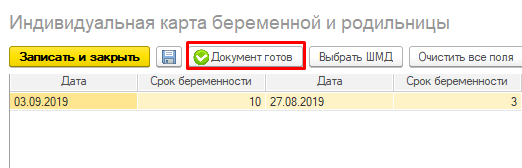 Индивидуальная карта беременной и родильницы
Записать и закрыть Документ готов Выбрать ШМД Очистить все поля
Дата Срок беременности Дата Срок беременности
03.09.2019 10 27.08.2019 3